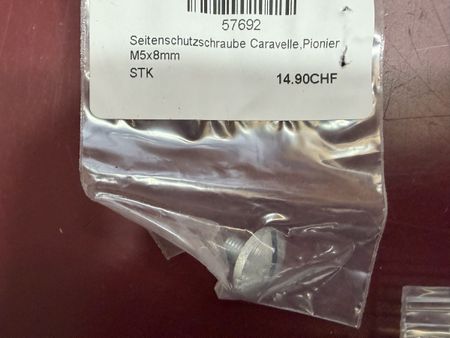 57692
Seitenschutzschraube Caravelle,Pionier
M5x8mm
STK 14.90CHF